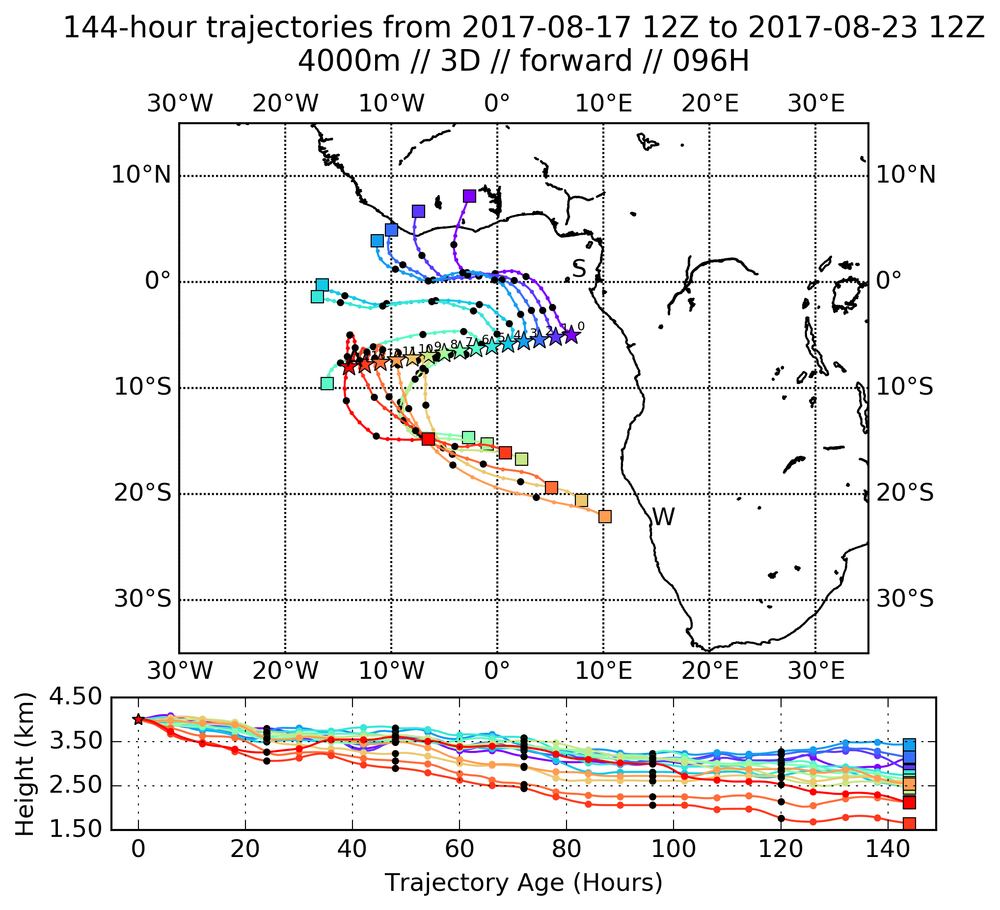 144-hour trajectories from 2017-08-17 12Z to 2017-08-23 12Z
4000m // 3D // forward // 096H
30°W 20°W 10°W 0° 10°E 20°E 30°E
10°N 10°N
S
0° 0°
11 10 9 8 7 6 5 4 3 2 1 0
10°S 10°S
20°S 20°S
W
30°S 30°S
30°W 20°W 10°W 0° 10°E 20°E 30°E
Height (km)
4.50
3.50
2.50
1.50
0 20 40 60 80 100 120 140
Trajectory Age (Hours)